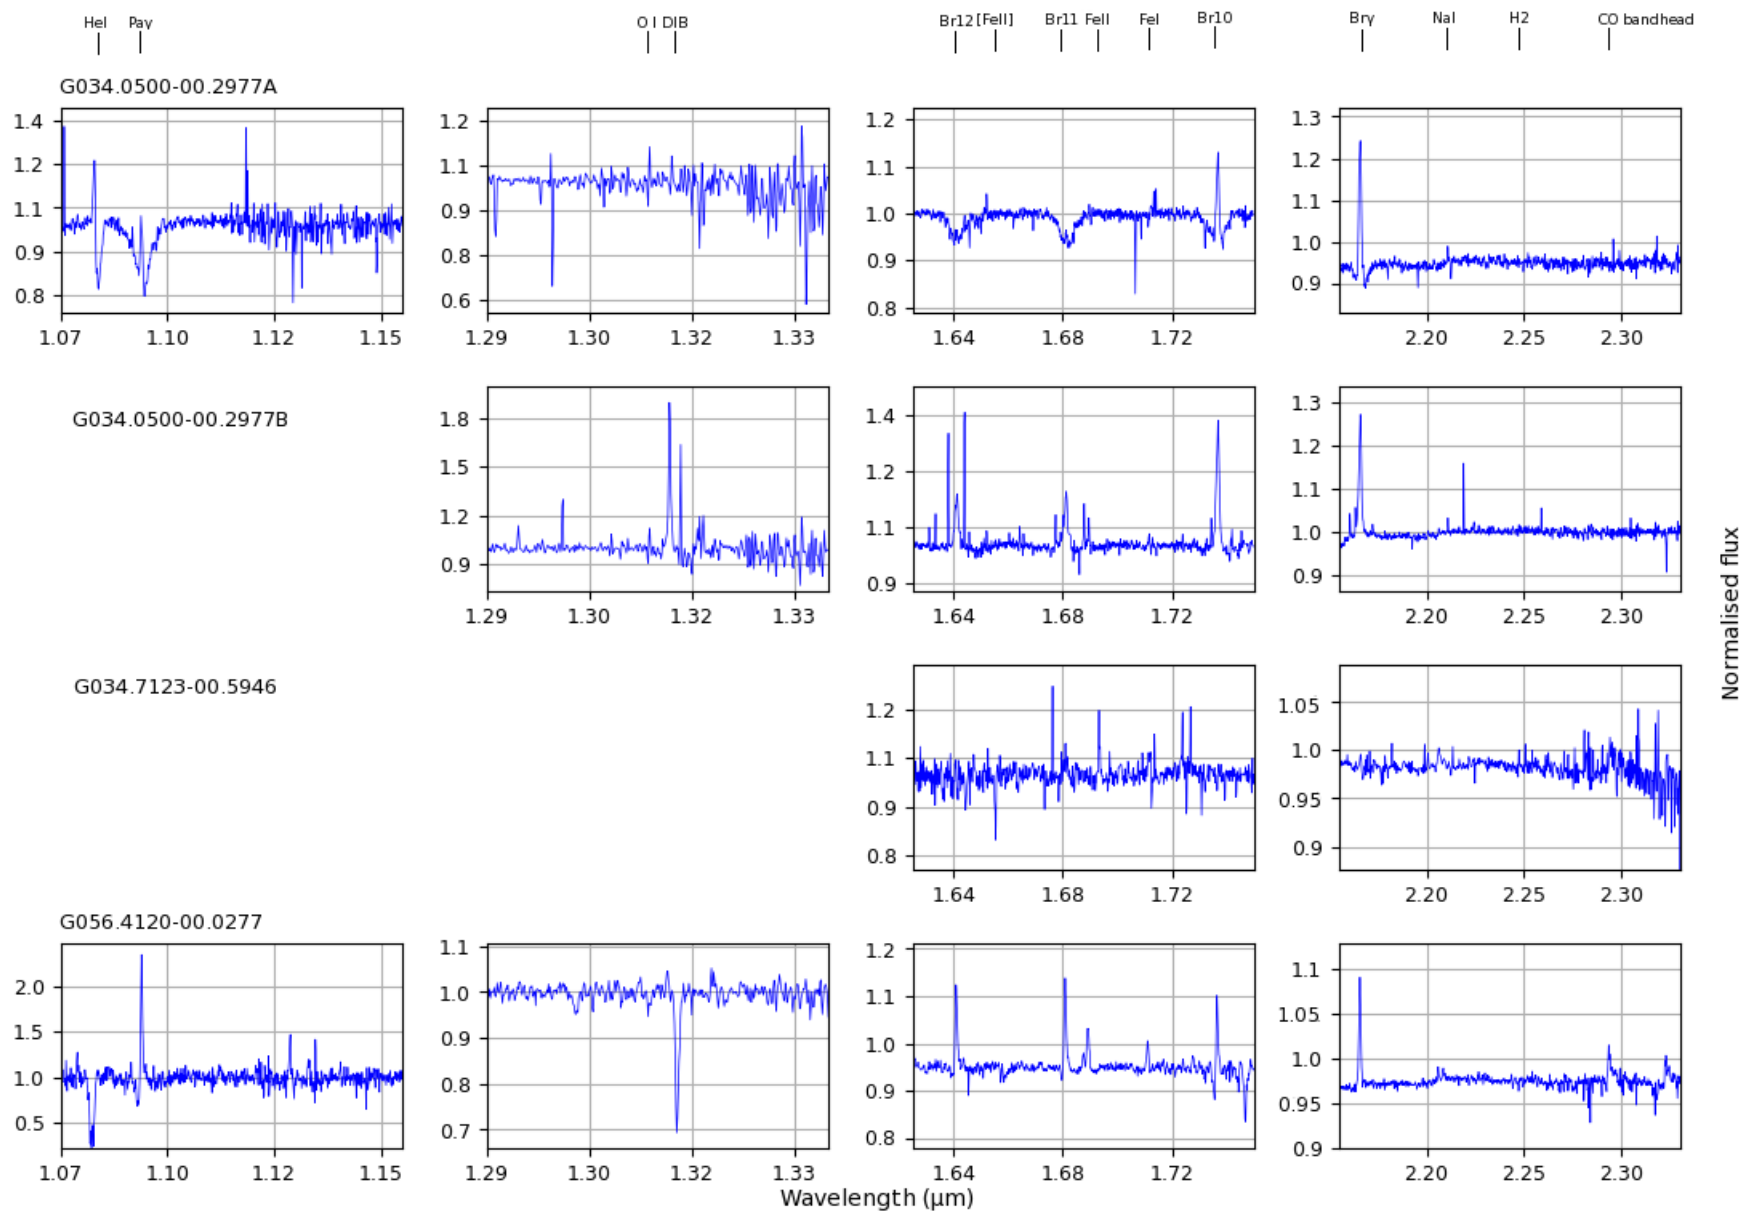 HeI Paγ O I DIB Br12 [FeII] Br11 FeII FeI Br10 Brγ NaI H2 CO bandhead
G034.0500-00.2977A
1.4 1.2 1.1 0.9 0.8
1.07 1.10 1.12 1.15
1.2 1.1 0.9 0.8 0.6
1.29 1.30 1.32 1.33
1.2 1.1 1.0 0.9 0.8
1.64 1.68 1.72
1.3 1.2 1.1 1.0 0.9
2.20 2.25 2.30
G034.0500-00.2977B
1.8 1.5 1.2 0.9
1.29 1.30 1.32 1.33
1.4 1.2 1.1 0.9
1.64 1.68 1.72
1.3 1.2 1.1 1.0 0.9
2.20 2.25 2.30
Normalised flux
G034.7123-00.5946
1.2 1.1 0.9 0.8
1.64 1.68 1.72
1.05 1.0 0.95 0.9
2.20 2.25 2.30
G056.4120-00.0277
2.0 1.5 1.0 0.5
1.07 1.10 1.12 1.15
1.1 1.0 0.9 0.8 0.7
1.29 1.30 1.32 1.33
1.2 1.1 1.0 0.9 0.8
1.64 1.68 1.72
1.1 1.05 1.0 0.95 0.9
2.20 2.25 2.30
Wavelength (μm)